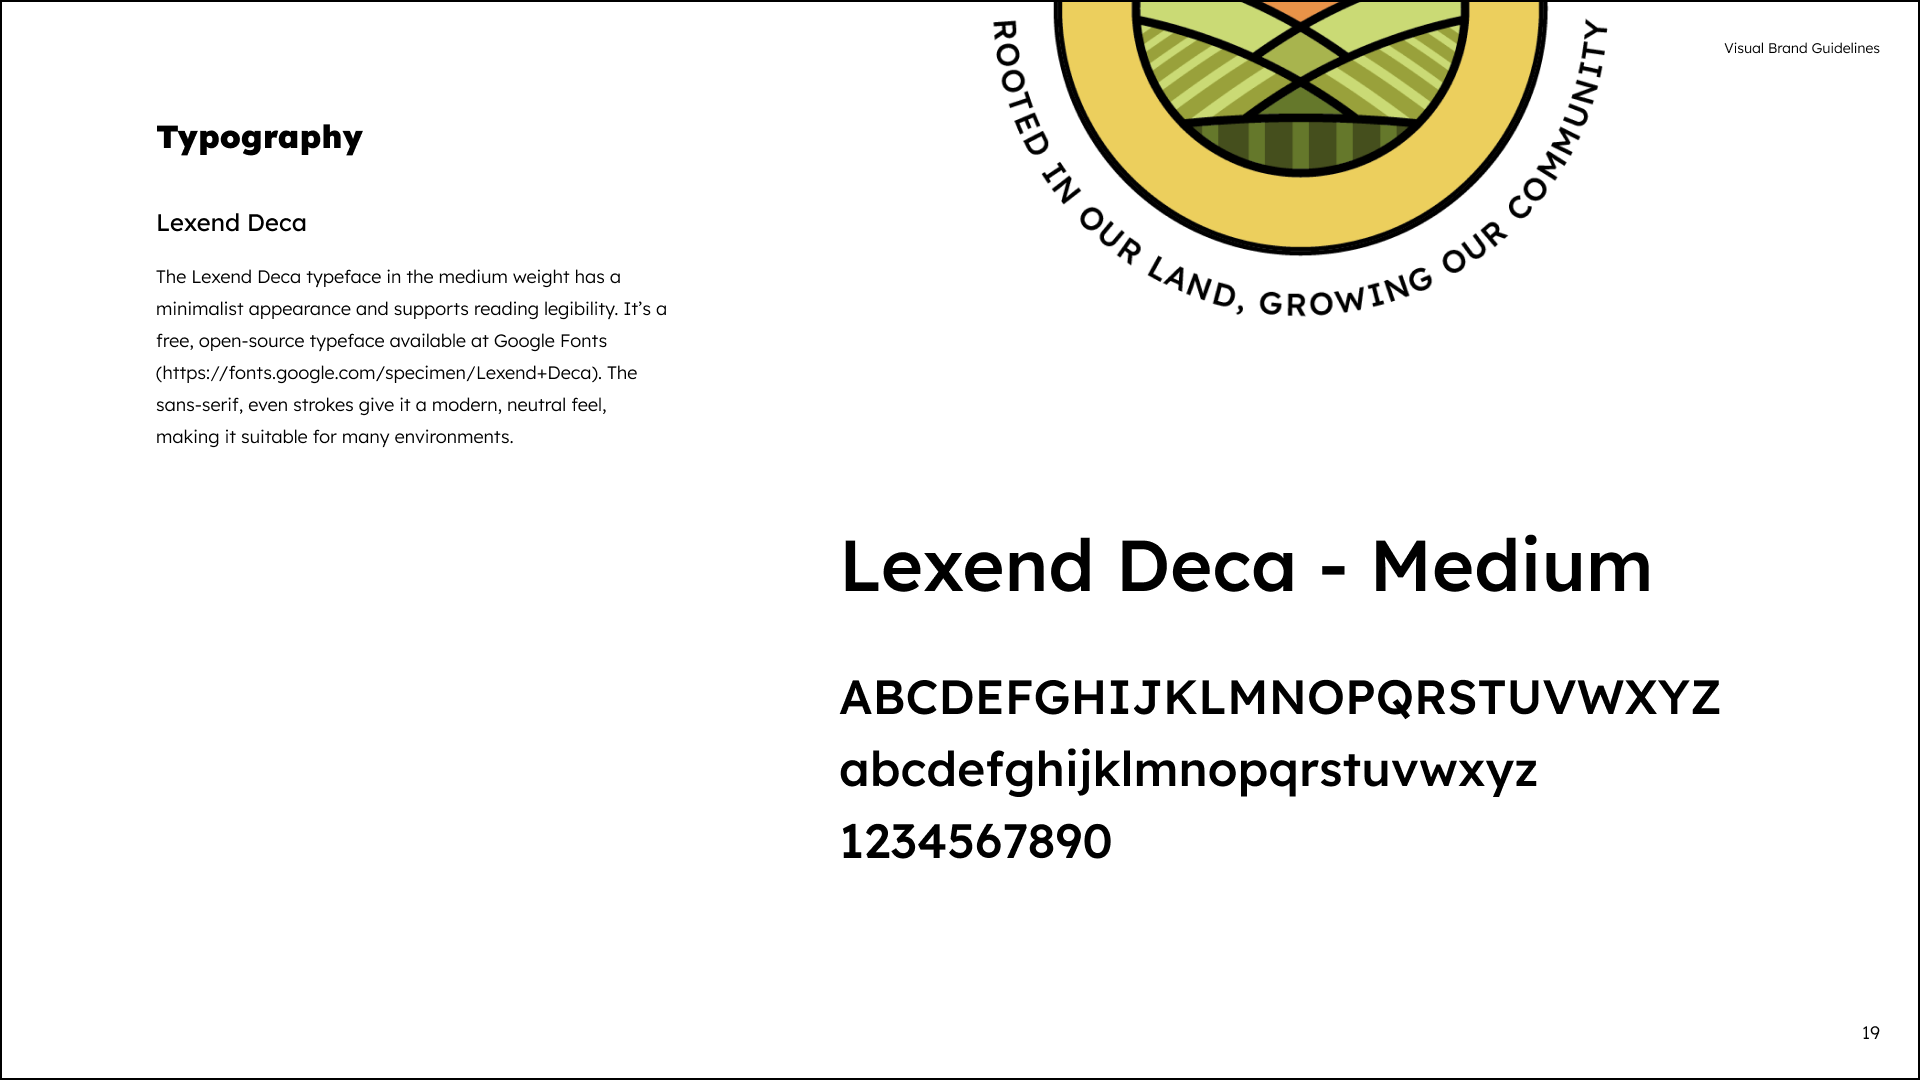 Visual Brand Guidelines
ROOTED IN OUR LAND, GROWING OUR COMMUNITY
Typography
Lexend Deca
The Lexend Deca typeface in the medium weight has a
minimalist appearance and supports reading legibility. It’s a
free, open-source typeface available at Google Fonts
(https://fonts.google.com/specimen/Lexend+Deca). The
sans-serif, even strokes give it a modern, neutral feel,
making it suitable for many environments.
Lexend Deca - Medium
ABCDEFGHIJKLMNOPQRSTUVWXYZ
abcdefghijklmnopqrstuvwxyz
1234567890
19